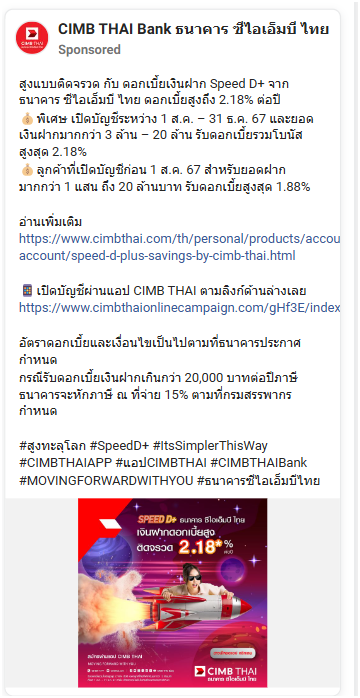 CIMB THAI Bank ธนาคาร ซีไอเอ็มบี ไทย
Sponsored
สูงแบบติดจรวด กับ ดอกเบี้ยเงินฝาก Speed D+ จาก
ธนาคาร ซีไอเอ็มบี ไทย ดอกเบี้ยสูงถึง 2.18% ต่อปี
💰 พิเศษ เปิดบัญชีระหว่าง 1 ส.ค. – 31 ธ.ค. 67 และยอด
เงินฝากมากกว่า 3 ล้าน – 20 ล้าน รับดอกเบี้ยรวมโบนัส
สูงสุด 2.18%
💰 ลูกค้าที่เปิดบัญชีก่อน 1 ส.ค. 67 สำหรับยอดฝาก
มากกว่า 1 แสน ถึง 20 ล้านบาท รับดอกเบี้ยสูงสุด 1.88%
อ่านเพิ่มเติม
https://www.cimbthai.com/th/personal/products/accou
account/speed-d-plus-savings-by-cimb-thai.html
📱 เปิดบัญชีผ่านแอป CIMB THAI ตามลิงก์ด้านล่างเลย
https://www.cimbthaionlinecampaign.com/gHf3E/index
อัตราดอกเบี้ยและเงื่อนไขเป็นไปตามที่ธนาคารประกาศ
กำหนด
กรณีรับดอกเบี้ยเงินฝากเกินกว่า 20,000 บาทต่อปีภาษี
ธนาคารจะหักภาษี ณ ที่จ่าย 15% ตามที่กรมสรรพากร
กำหนด
#สูงทะลุโลก #SpeedD+ #ItsSimplerThisWay
#CIMBTHAIAPP #แอปCIMBTHAI #CIMBTHAIBank
#MOVINGFORWARDWITHYOU #ธนาคารซีไอเอ็มบีไทย
SPEED D+ ธนาคาร ซีไอเอ็มบี ไทย
เงินฝากดอกเบี้ยสูง
ติดจรวด 2.18*%
ต่อปี
สมัครผ่านแอป CIMB THAI
MOVING FORWARD WITH YOU
CIMB THAI
ธนาคาร ซีไอเอ็มบี ไทย